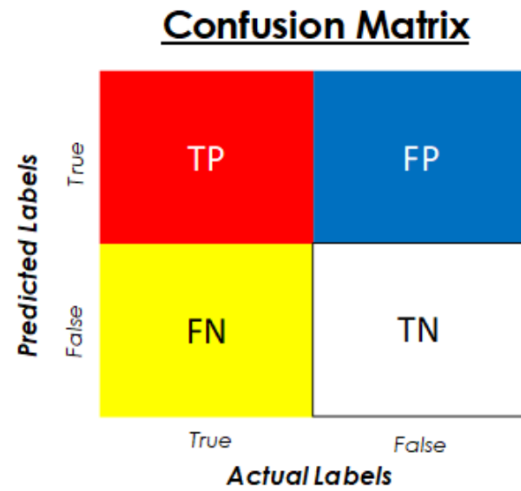 Confusion Matrix
Predicted Labels
True
TP
FP
False
FN
TN
True
False
Actual Labels